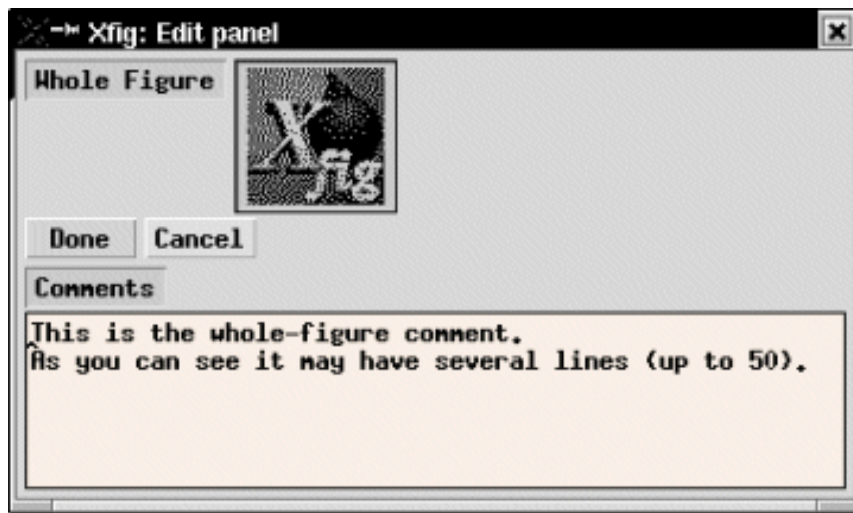 Xfig: Edit panel
Whole Figure
X fig
Done Cancel
Comments
This is the whole-figure comment.
As you can see it may have several lines (up to 50).